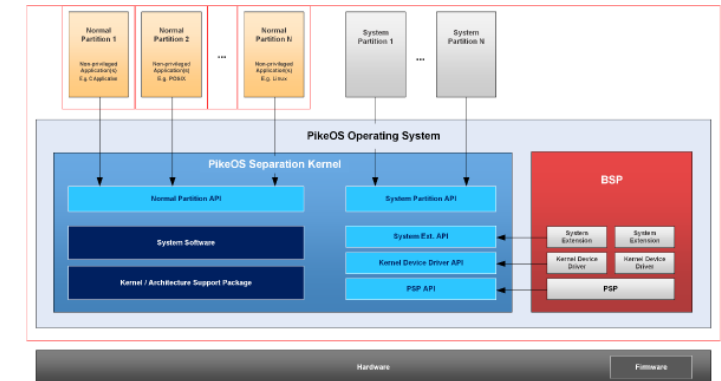 Normal
Partition 1
Non-privileged
Application(s)
E.g. CApplication
Normal
Partition 2
Non-privileged
Application(s)
E.g. POSIX
...
Normal
Partition N
Non-privileged
Application(s)
E.g. Linux
System
Partition 1
...
System
Partition N
PikeOS Operating System
PikeOS Separation Kernel
BSP
Normal Partition API
System Partition API
System Software
System Ext. API
System
Extension
System
Extension
Kernel Device Driver API
Kernel Device
Driver
Kernel Device
Driver
Kernel / Architecture Support Package
PSP API
PSP
Hardware
Firmware